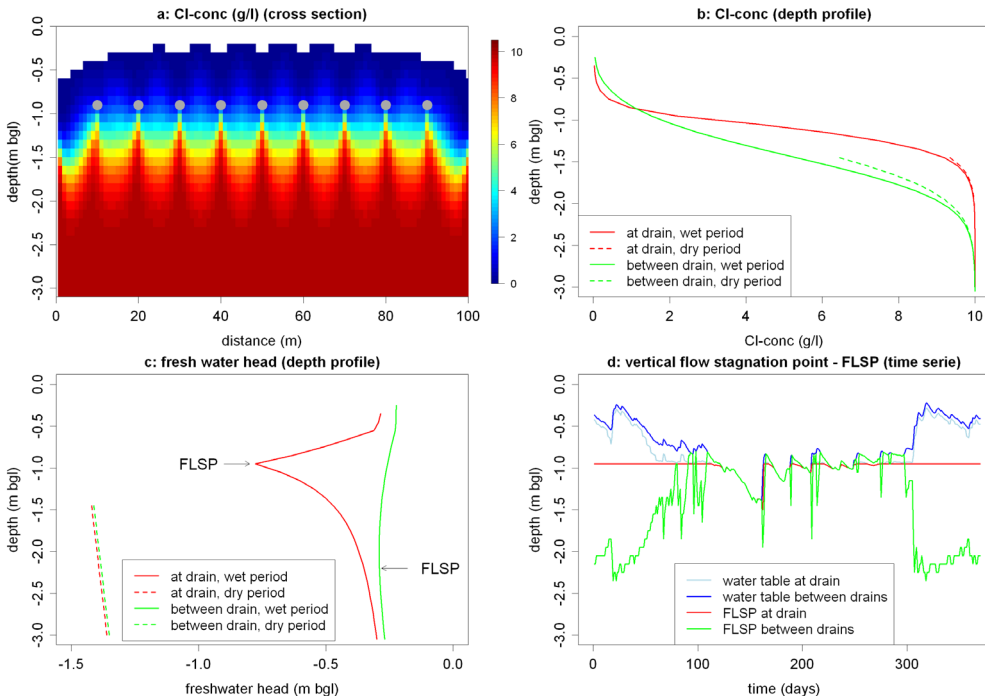 a: Cl-conc (g/l) (cross section)
depth(m bgl)
0.0
-0.5
-1.0
-1.5
-2.0
-2.5
-3.0
0
20
40
60
80
100
distance (m)
10
8
6
4
2
0
b: Cl-conc (depth profile)
depth (m bgl)
0.0
-0.5
-1.0
-1.5
-2.0
-2.5
-3.0
at drain, wet period
at drain, dry period
between drain, wet period
between drain, dry period
0
2
4
6
8
10
Cl-conc (g/l)
c: fresh water head (depth profile)
depth (m bgl)
0.0
-0.5
-1.0
-1.5
-2.0
-2.5
-3.0
FLSP
FLSP
at drain, wet period
at drain, dry period
between drain, wet period
between drain, dry period
-1.5
-1.0
-0.5
0.0
freshwater head (m bgl)
d: vertical flow stagnation point - FLSP (time serie)
depth (m bgl)
0.0
-0.5
-1.0
-1.5
-2.0
-2.5
-3.0
water table at drain
water table between drains
FLSP at drain
FLSP between drains
0
100
200
300
time (days)